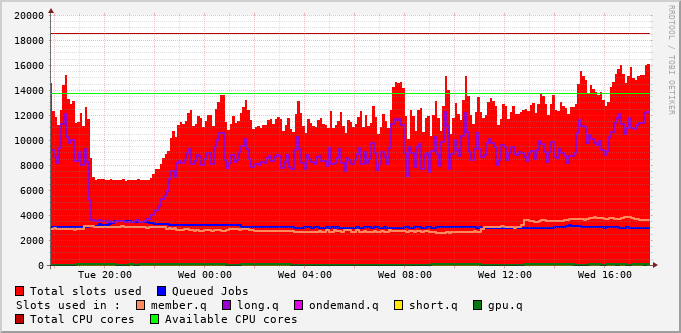 20000
18000
16000
14000
12000
10000
8000
6000
4000
2000
0
Tue 20:00 Wed 00:00 Wed 04:00 Wed 08:00 Wed 12:00 Wed 16:00
RRDTOOL / TOBI OETIKER
Total slots used Queued Jobs
Slots used in : member.q long.q ondemand.q short.q gpu.q
Total CPU cores Available CPU cores